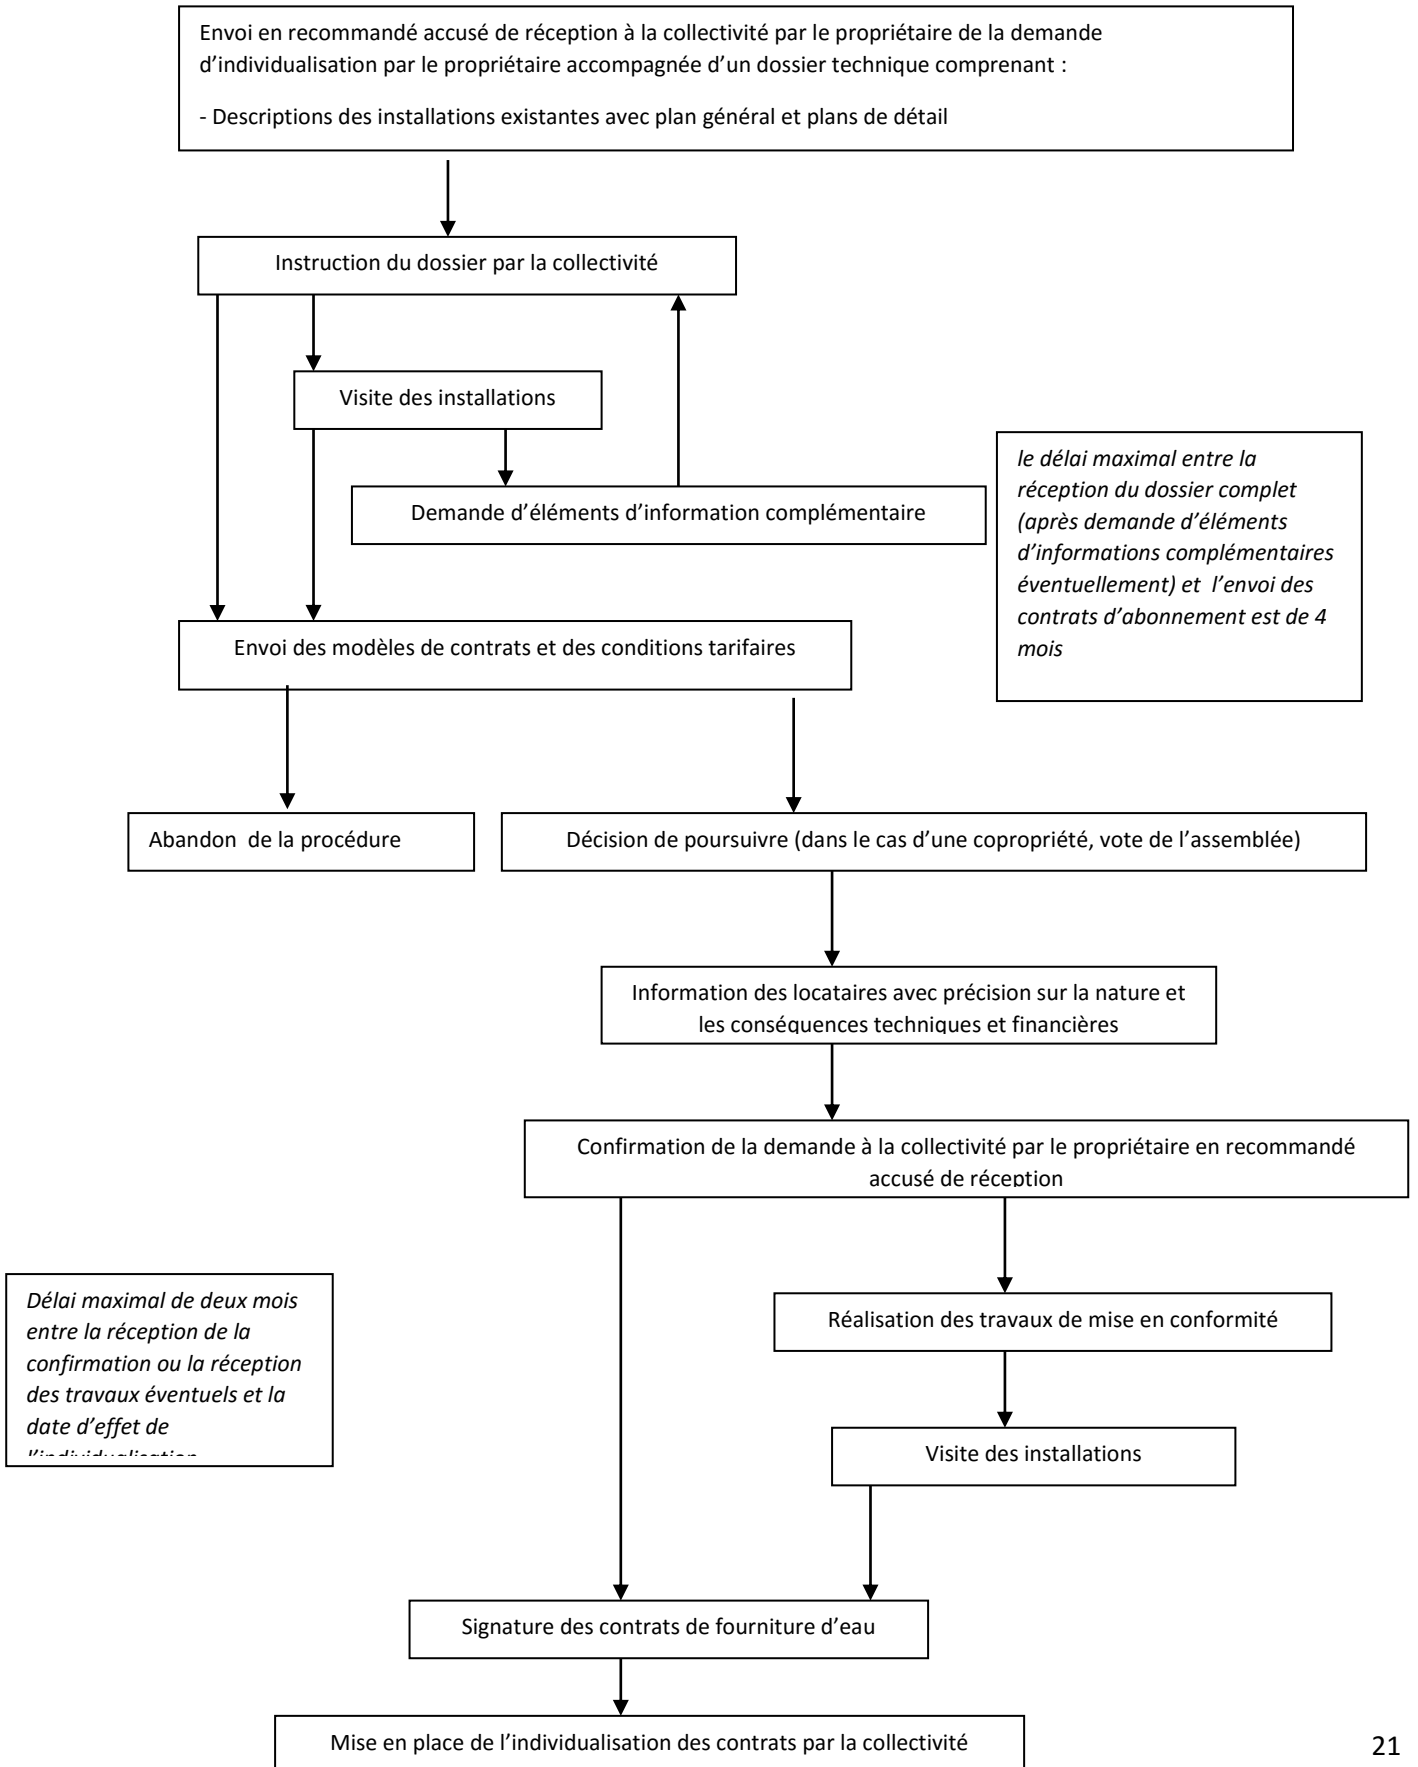 Envoi en recommandé accusé de réception à la collectivité par le propriétaire de la demande
d’individualisation par le propriétaire accompagnée d’un dossier technique comprenant :
- Descriptions des installations existantes avec plan général et plans de détail
Instruction du dossier par la collectivité
Visite des installations
Demande d’éléments d’information complémentaire
le délai maximal entre la
réception du dossier complet
(après demande d’éléments
d’informations complémentaires
éventuellement) et  l’envoi des
contrats d’abonnement est de 4
mois
Envoi des modèles de contrats et des conditions tarifaires
Abandon  de la procédure
Décision de poursuivre (dans le cas d’une copropriété, vote de l’assemblée)
Information des locataires avec précision sur la nature et
les conséquences techniques et financières
Confirmation de la demande à la collectivité par le propriétaire en recommandé
accusé de réception
Délai maximal de deux mois
entre la réception de la
confirmation ou la réception
des travaux éventuels et la
date d’effet de
l’individualisation
Réalisation des travaux de mise en conformité
Visite des installations
Signature des contrats de fourniture d’eau
Mise en place de l’individualisation des contrats par la collectivité
21